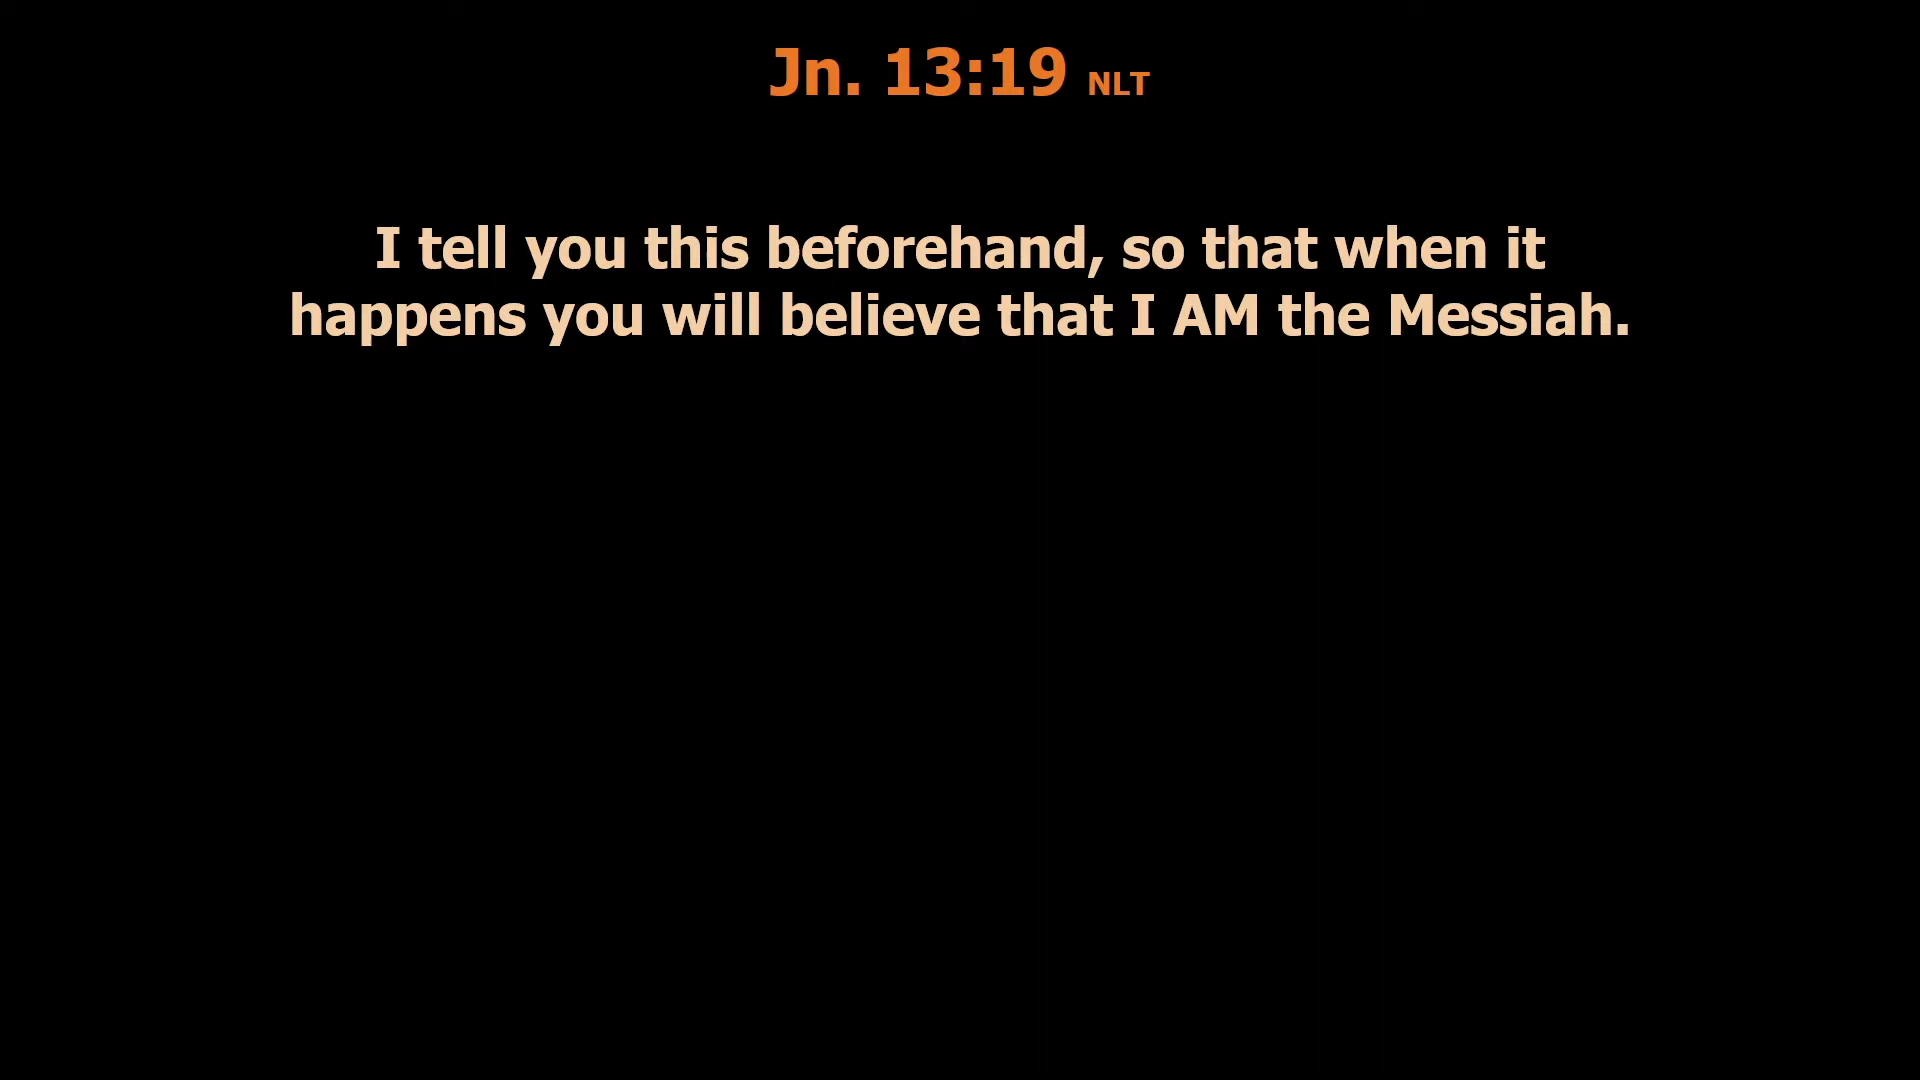 Jn. 13:19 NLT
I tell you this beforehand, so that when it
happens you will believe that I AM the Messiah.